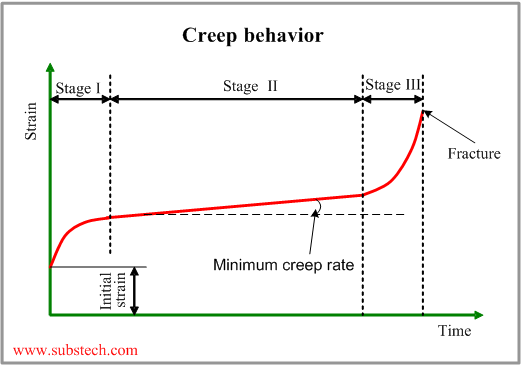 Creep behavior
Stage I
Stage II
Stage III
Strain
Fracture
Minimum creep rate
Initial
strain
Time
www.substech.com